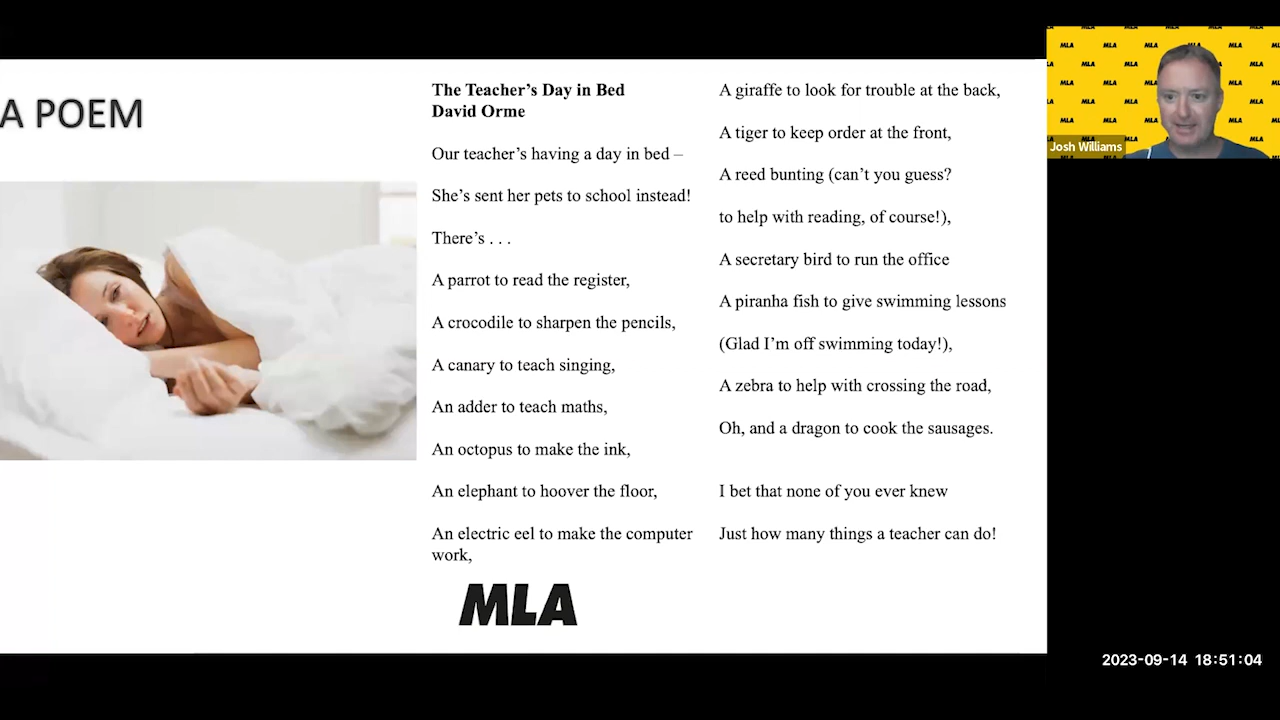 A POEM
The Teacher's Day in Bed
David Orme
Our teacher's having a day in bed –
She's sent her pets to school instead!
There's . . .
A parrot to read the register,
A crocodile to sharpen the pencils,
A canary to teach singing,
An adder to teach maths,
An octopus to make the ink,
An elephant to hoover the floor,
An electric eel to make the computer
work,
A giraffe to look for trouble at the back,
A tiger to keep order at the front,
A reed bunting (can't you guess?
to help with reading, of course!),
A secretary bird to run the office
A piranha fish to give swimming lessons
(Glad I'm off swimming today!),
A zebra to help with crossing the road,
Oh, and a dragon to cook the sausages.
I bet that none of you ever knew
Just how many things a teacher can do!
MLA
Josh Williams
2023-09-14 18:51:04